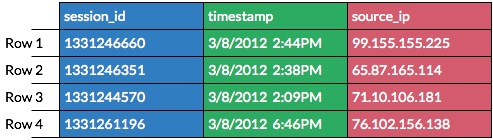 session_id timestamp source_ip
Row 1 1331246660 3/8/2012 2:44PM 99.155.155.225
Row 2 1331246351 3/8/2012 2:38PM 65.87.165.114
Row 3 1331244570 3/8/2012 2:09PM 71.10.106.181
Row 4 1331261196 3/8/2012 6:46PM 76.102.156.138